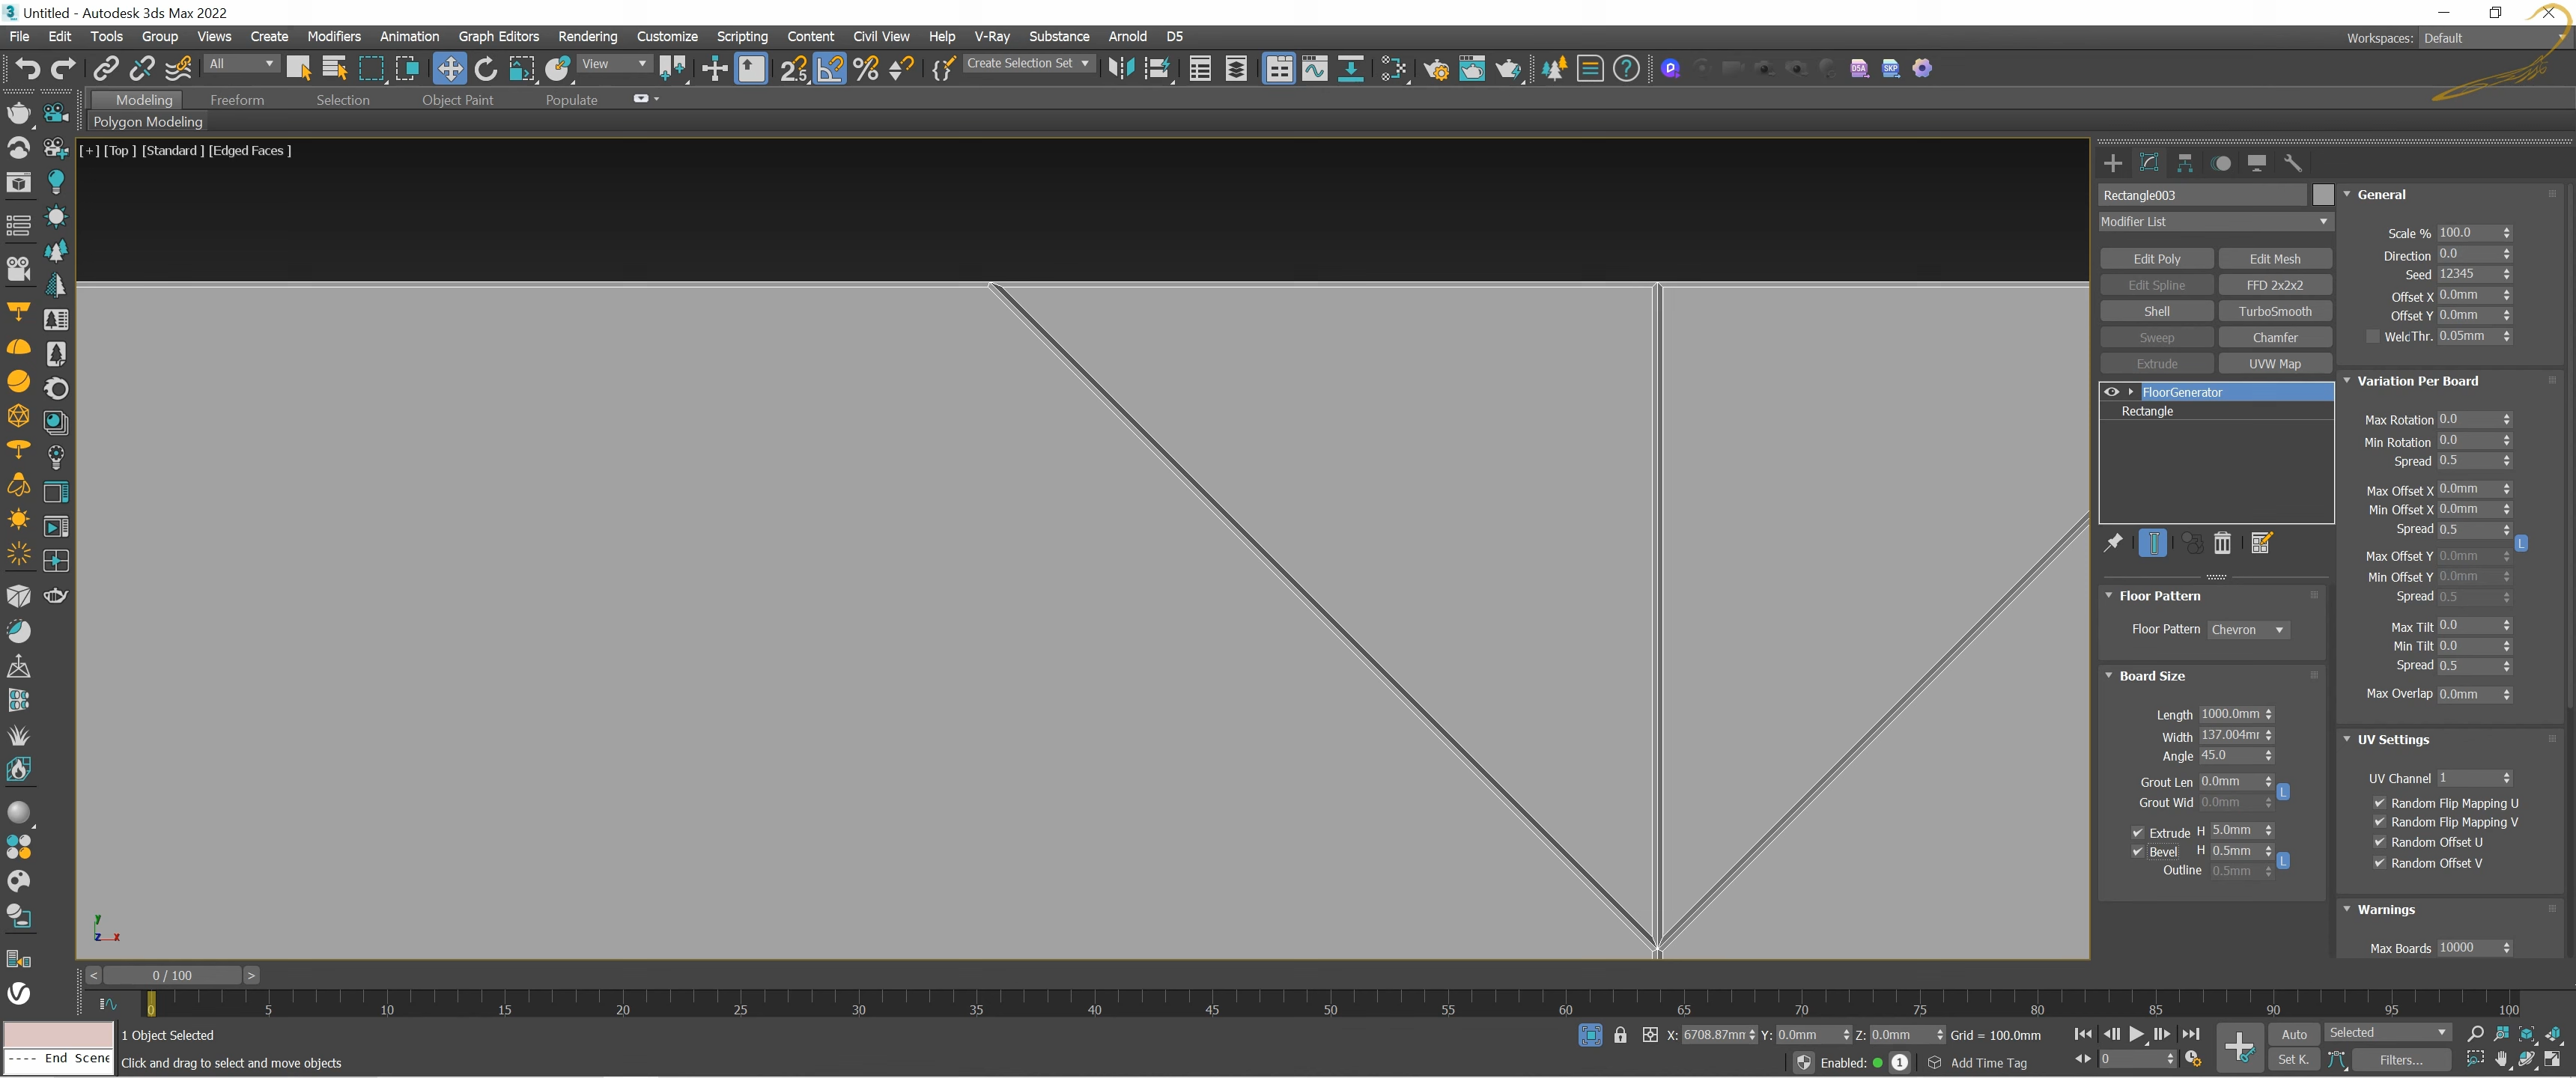 Untitled - Autodesk 3ds Max 2022
File Edit Tools Group Views Create Modifiers Animation Graph Editors Rendering Customize Scripting Content Civil View Help V-Ray Substance Arnold D5
Workspaces: Default
All View Create Selection Set
D5A SKP
Modeling Freeform Selection Object Paint Populate
Polygon Modeling
[+] [Top ] [Standard ] [Edged Faces ]
y
z x
Rectangle003
Modifier List
Edit Poly Edit Mesh
Edit Spline FFD 2x2x2
Shell TurboSmooth
Sweep Chamfer
Extrude UVW Map
FloorGenerator
Rectangle
Floor Pattern
Floor Pattern Chevron
Board Size
Length 1000.0mm
Width 137.004mr
Angle 45.0
Grout Len 0.0mm
L
Grout Wid 0.0mm
Extrude H 5.0mm
Bevel H 0.5mm
L
Outline 0.5mm
General
Scale % 100.0
Direction 0.0
Seed 12345
Offset X 0.0mm
Offset Y 0.0mm
Welc Thr. 0.05mm
Variation Per Board
Max Rotation 0.0
Min Rotation 0.0
Spread 0.5
Max Offset X 0.0mm
Min Offset X 0.0mm
Spread 0.5
L
Max Offset Y 0.0mm
Min Offset Y 0.0mm
Spread 0.5
Max Tilt 0.0
Min Tilt 0.0
Spread 0.5
Max Overlap 0.0mm
UV Settings
UV Channel 1
Random Flip Mapping U
Random Flip Mapping V
Random Offset U
Random Offset V
Warnings
Max Boards 10000
< 0 / 100 >
0 5 10 15 20 25 30 35 40 45 50 55 60 65 70 75 80 85 90 95 100
1 Object Selected
X: 6708.87mr Y: 0.0mm Z: 0.0mm Grid = 100.0mm
Auto Selected
---- End Scene
Click and drag to select and move objects
Enabled: 1 Add Time Tag
0
Set K. Filters...